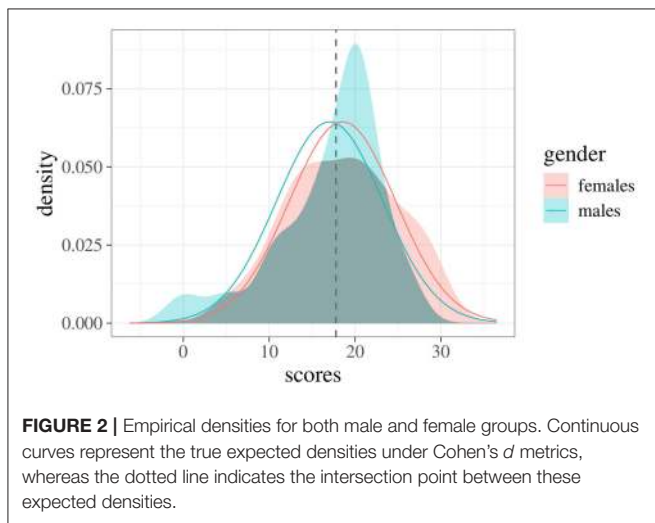 0.075
0.050
0.025
0.000
density
0
10
20
30
scores
gender
females
males
FIGURE 2 | Empirical densities for both male and female groups. Continuous
curves represent the true expected densities under Cohen's d metrics,
whereas the dotted line indicates the intersection point between these
expected densities.